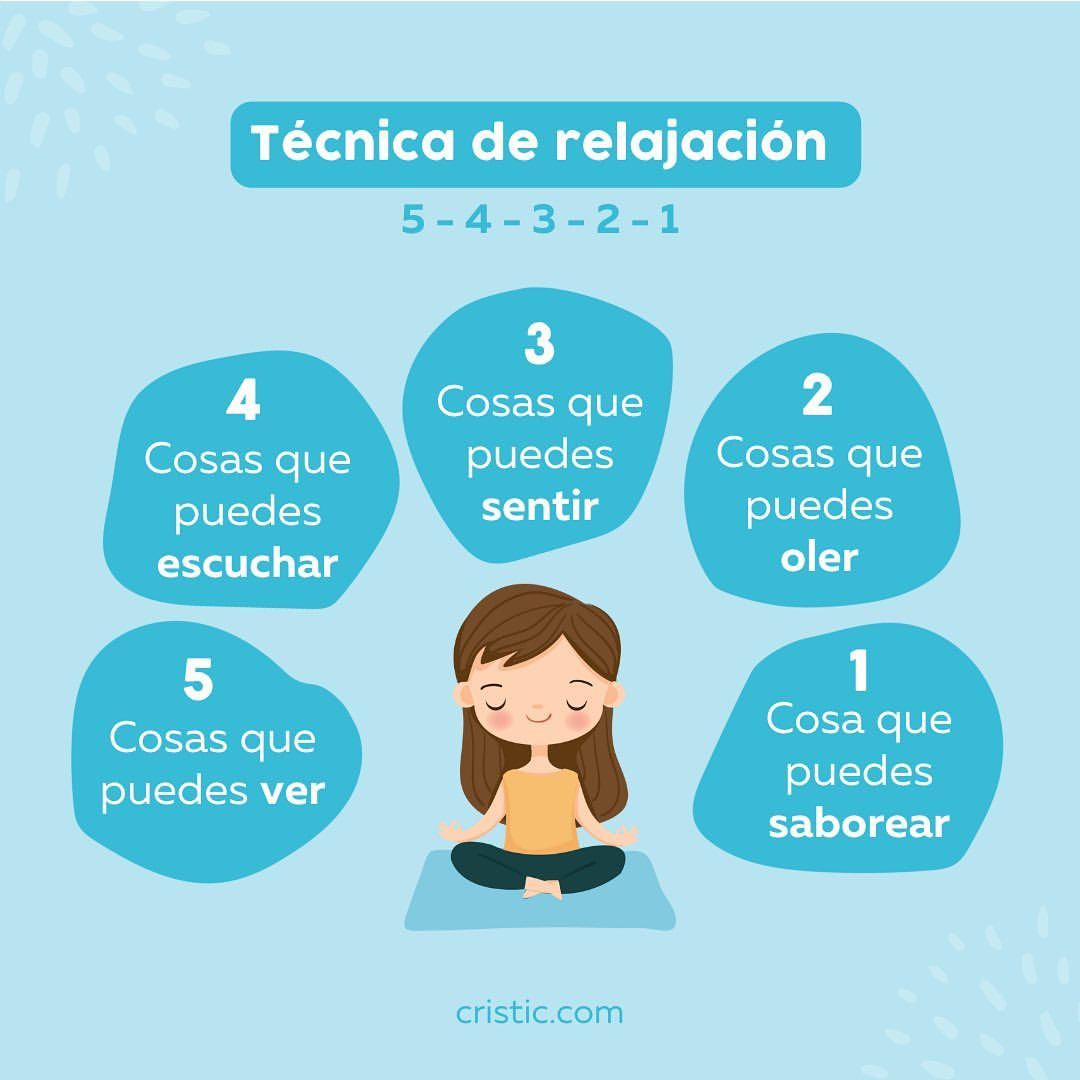 Técnica de relajación
5 - 4 - 3 - 2 - 1
5
Cosas que
puedes ver
4
Cosas que
puedes
escuchar
3
Cosas que
puedes
sentir
2
Cosas que
puedes
oler
1
Cosa que
puedes
saborear
cristic.com